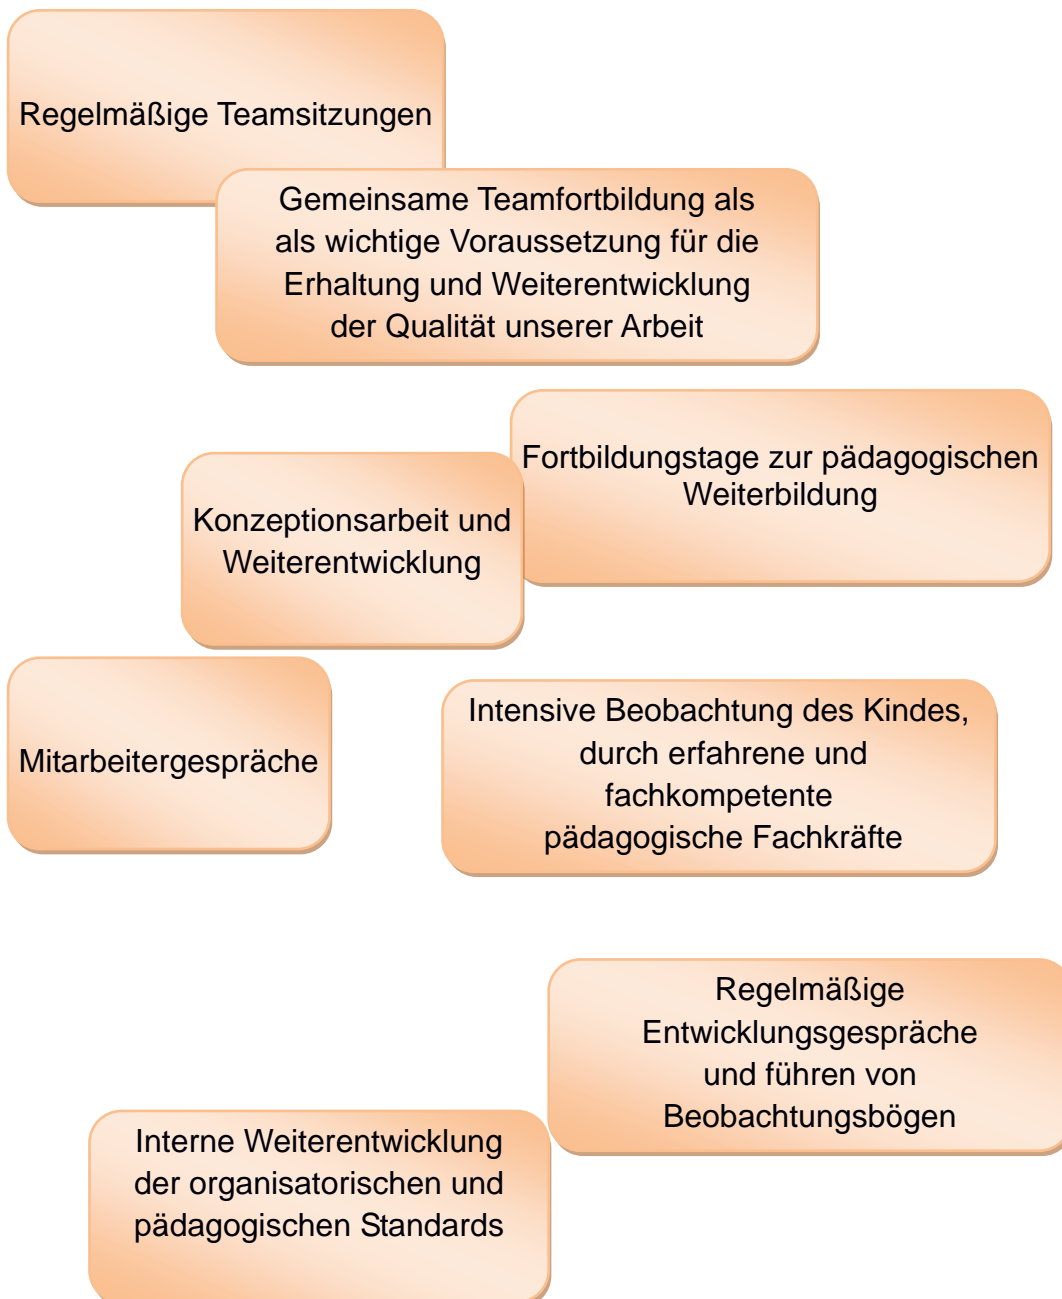 Regelmäßige Teamsitzungen
Gemeinsame Teamfortbildung als
als wichtige Voraussetzung für die
Erhaltung und Weiterentwicklung
der Qualität unserer Arbeit
Fortbildungstage zur pädagogischen
Weiterbildung
Konzeptionsarbeit und
Weiterentwicklung
Mitarbeitergespräche
Intensive Beobachtung des Kindes,
durch erfahrene und
fachkompetente
pädagogische Fachkräfte
Regelmäßige
Entwicklungsgespräche
und führen von
Beobachtungsbögen
Interne Weiterentwicklung
der organisatorischen und
pädagogischen Standards